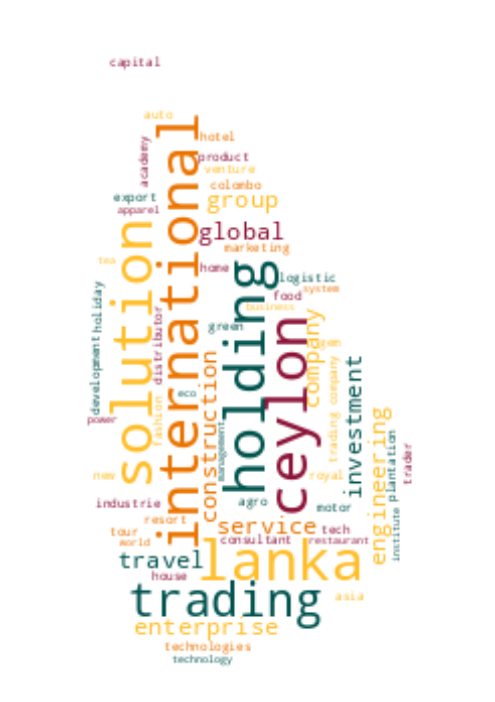 capital
auto
international
hotel
academy
product
venture
colombo
export
group
apparel
solution
global
marketing
tea
home
holding
logistic
system
food
holiday
business
distributor
green
ceylon
company
development
construction
investment
trading company
eco
fashion
power
management
engineering
plantation
trader
institute
new
royal
industrie
agro
motor
resort
service
tour
tech
world
consultant
restaurant
lanka
travel
house
trading
asia
enterprise
technologies
technology